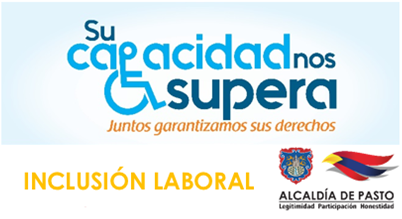 Su
capacidad nos
supera
Juntos garantizamos sus derechos
INCLUSIÓN LABORAL
ALCALDÍA DE PASTO
Legitimidad Participación Honestidad